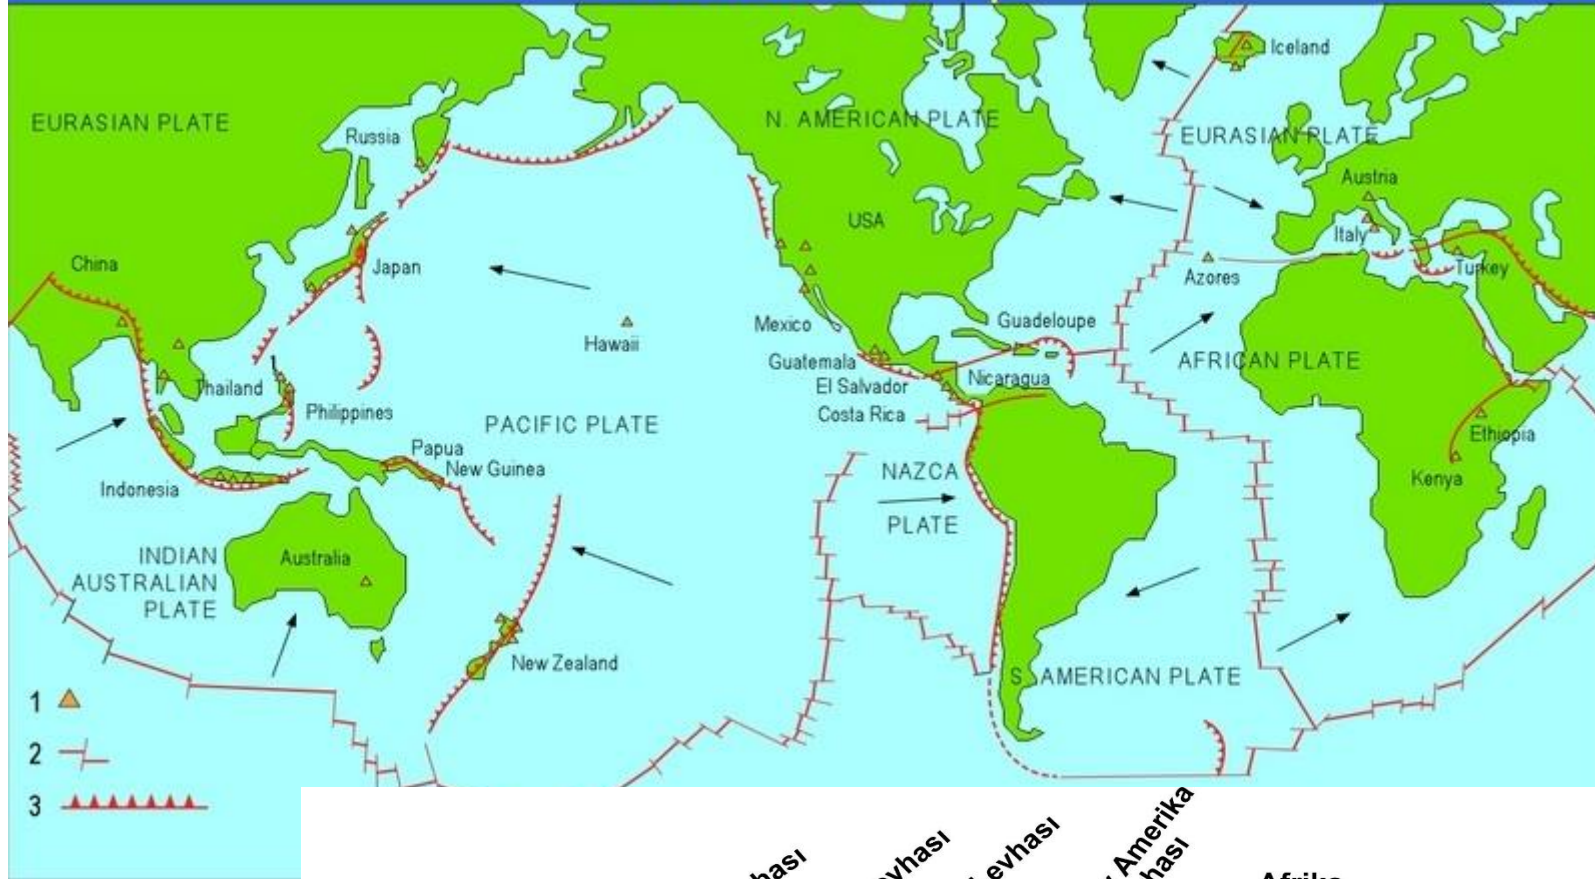 Iceland
EURASIAN PLATE
Russia
N. AMERICAN PLATE
EURASIAN PLATE
Austria
USA
Italy
China
Japan
Azores
Turkey
Mexico
Guadeloupe
Hawaii
Guatemala
AFRICAN PLATE
Thailand
El Salvador
Nicaragua
Philippines
Costa Rica
PACIFIC PLATE
Ethiopia
Papua
New Guinea
NAZCA
PLATE
Kenya
Indonesia
INDIAN
AUSTRALIAN
PLATE
Australia
New Zealand
S. AMERICAN PLATE
1
2
3
Amerika
Afrika